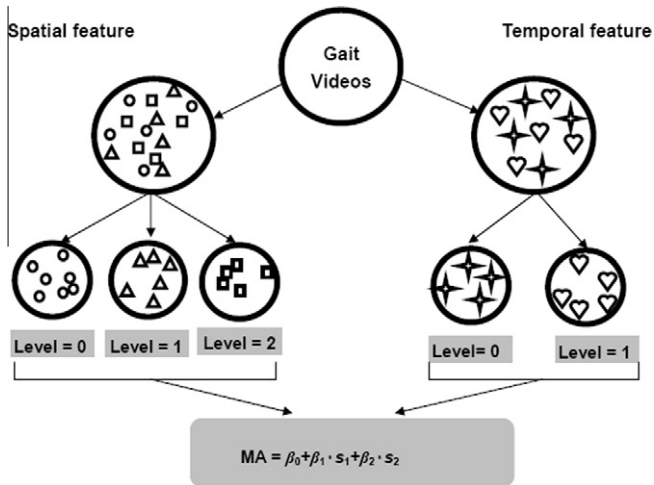 Spatial feature
Gait
Videos
Temporal feature
Level = 0
Level = 1
Level = 2
Level= 0
Level = 1
MA = β₀+β₁· s₁+β₂· s₂